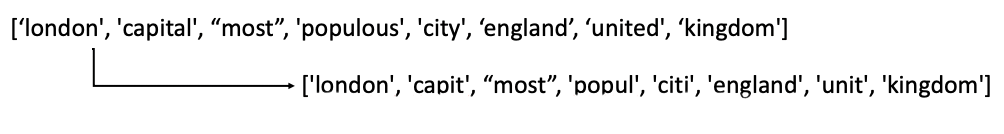 [‘london', 'capital', “most”, 'populous', 'city', ‘england’, ‘united’, ‘kingdom']
['london', 'capit', “most”, 'popul', 'citi', 'england', 'unit', 'kingdom']